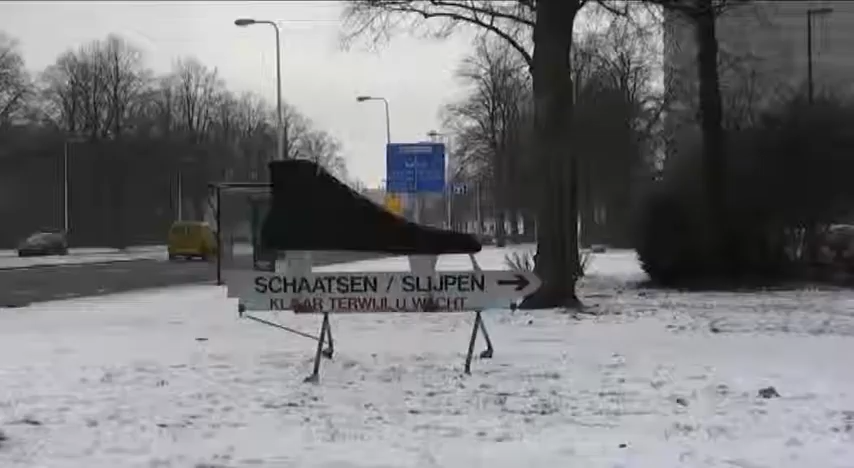 SCHAATSEN / SLIJPEN →
KLAAR TERWIJL U WACHT